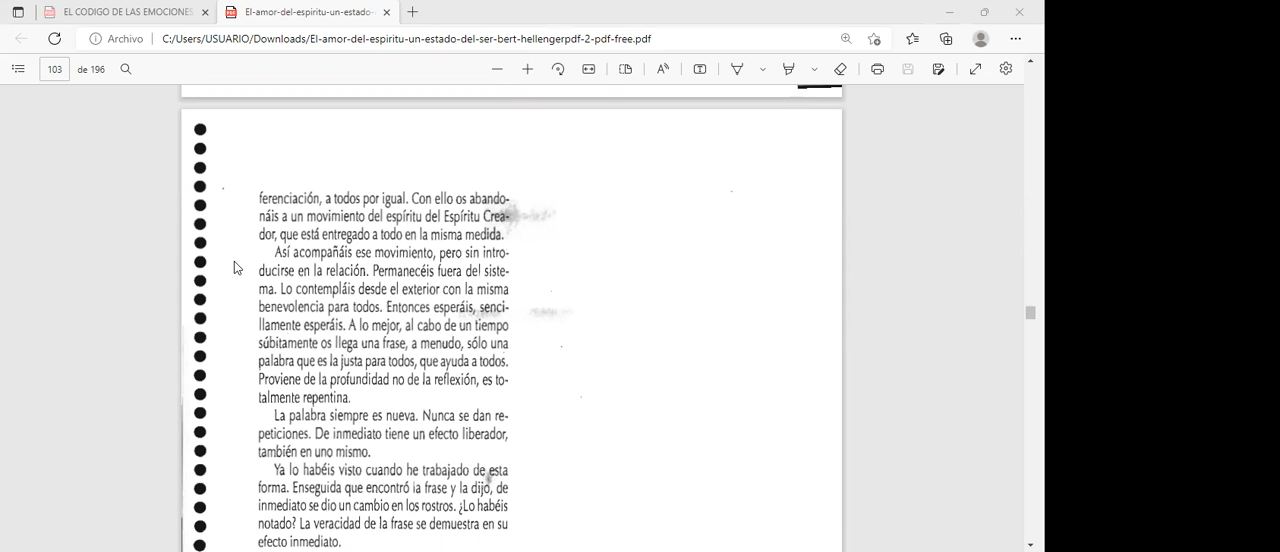 EL CODIGO DE LAS EMOCIONES
El-amor-del-espiritu-un-estado-
Archivo
C:/Users/USUARIO/Downloads/El-amor-del-espiritu-un-estado-del-ser-bert-hellengerpdf-2-pdf-free.pdf
103 de 196
ferenciación, a todos por igual. Con ello os abando-
náis a un movimiento del espíritu del Espíritu Crea-
dor, que está entregado a todo en la misma medida.
Así acompañáis ese movimiento, pero sin intro-
ducirse en la relación. Permanecéis fuera del siste-
ma. Lo contempláis desde el exterior con la misma
benevolencia para todos. Entonces esperáis, senci-
llamente esperáis. A lo mejor, al cabo de un tiempo
súbitamente os llega una frase, a menudo, sólo una
palabra que es la justa para todos, que ayuda a todos.
Proviene de la profundidad no de la reflexión, es to-
talmente repentina.
La palabra siempre es nueva. Nunca se dan re-
peticiones. De inmediato tiene un efecto liberador,
también en uno mismo.
Ya lo habéis visto cuando he trabajado de esta
forma. Enseguida que encontró la frase y la dijo, de
inmediato se dio un cambio en los rostros. ¿Lo habéis
notado? La veracidad de la frase se demuestra en su
efecto inmediato.